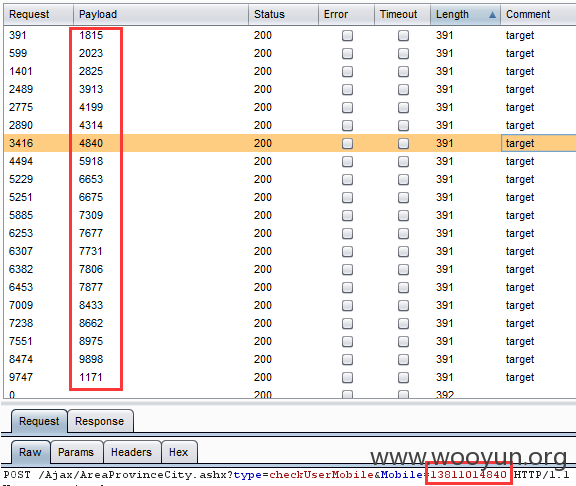 Request Payload Status Error Timeout Length Comment
391 1815 200 391 target
599 2023 200 391 target
1401 2825 200 391 target
2489 3913 200 391 target
2775 4199 200 391 target
2890 4314 200 391 target
3416 4840 200 391 target
4494 5918 200 391 target
5229 6653 200 391 target
5251 6675 200 391 target
5885 7309 200 391 target
6253 7677 200 391 target
6307 7731 200 391 target
6382 7806 200 391 target
6453 7877 200 391 target
7009 8433 200 391 target
7238 8662 200 391 target
7551 8975 200 391 target
8474 9898 200 391 target
9747 1171 200 391 target
0 200 392
Request Response
Raw Params Headers Hex
www.wooyun.org
POST /Ajax/AreaProvinceCity.ashx?type=checkUserMobile&Mobile=13811014840 HTTP/1.1